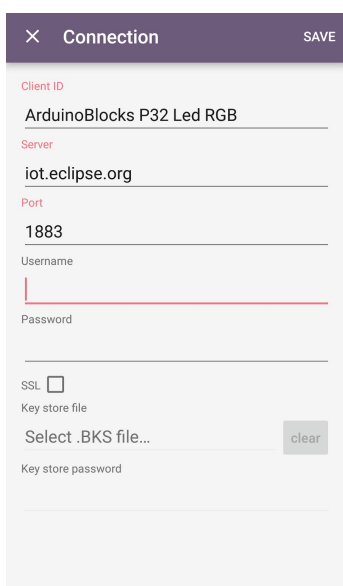 × Connection SAVE
Client ID
ArduinoBlocks P32 Led RGB
Server
iot.eclipse.org
Port
1883
Username
Password
SSL
Key store file
Select .BKS file... clear
Key store password